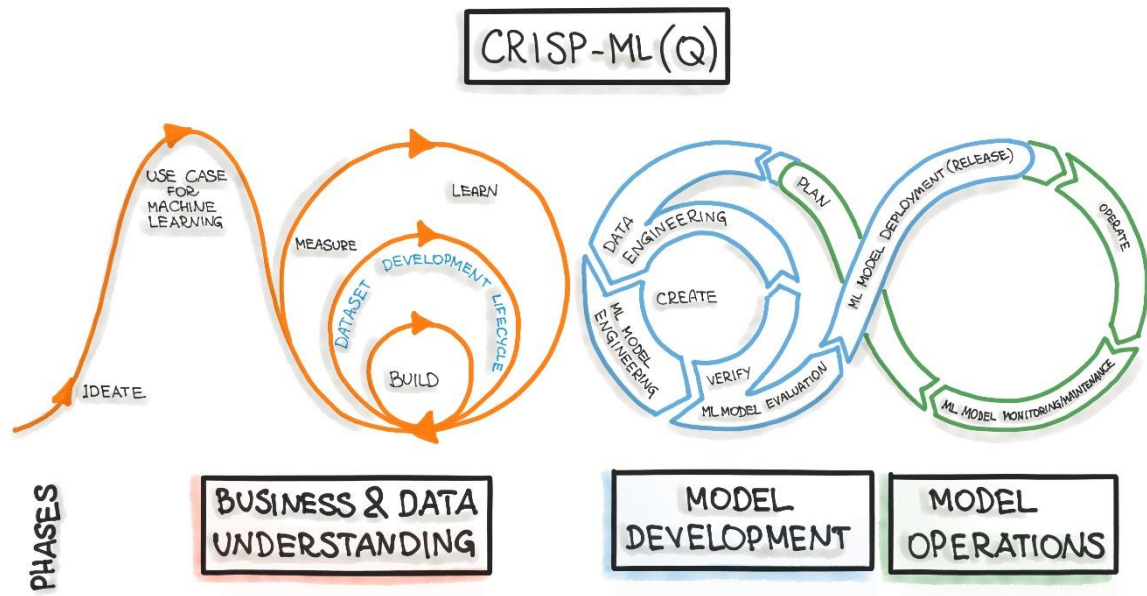 CRISP-ML(Q)
IDEATE
USE CASE
FOR
MACHINE
LEARNING
MEASURE
LEARN
DATASET DEVELOPMENT LIFECYCLE
BUILD
DATA
ENGINEERING
CREATE
ML MODEL
ENGINEERING
VERIFY
ML MODEL EVALUATION
PLAN
ML MODEL DEPLOYMENT (RELEASE)
OPERATE
ML MODEL MONITORING/MAINTENANCE
PHASES
BUSINESS & DATA
UNDERSTANDING
MODEL
DEVELOPMENT
MODEL
OPERATIONS